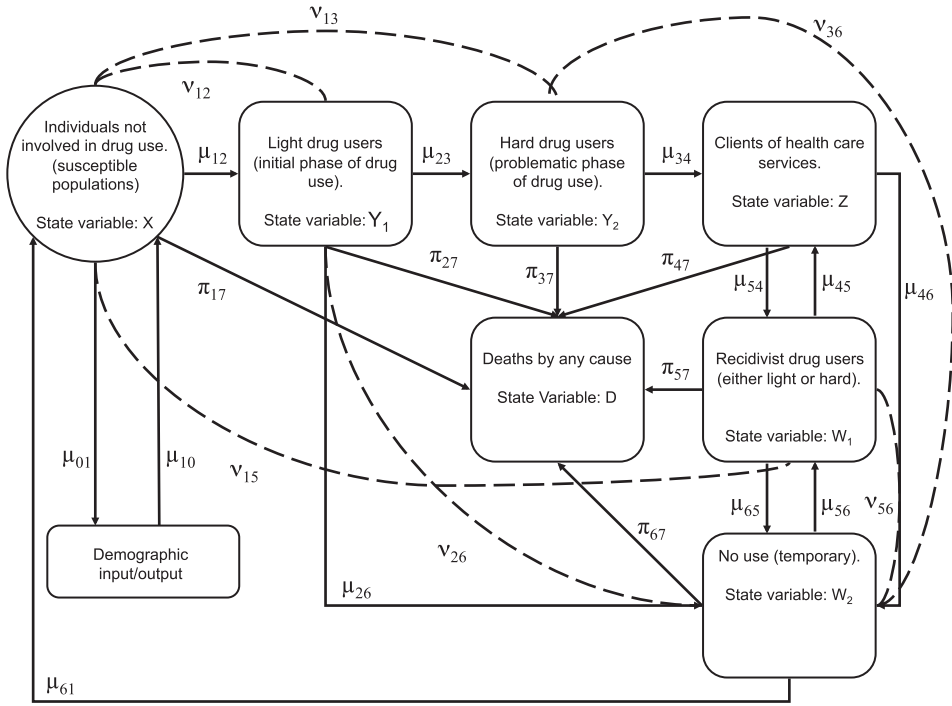 ν13
ν36
ν12
Individuals not
involved in drug use.
(susceptible
populations)
State variable: X
μ12
Light drug users
(initial phase of drug
use).
State variable: Y1
μ23
Hard drug users
(problematic phase
of drug use).
State variable: Y2
μ34
Clients of health care
services.
State variable: Z
π17
π27
π37
π47
μ54
μ45
μ46
Deaths by any cause
State Variable: D
π57
Recidivist drug users
(either light or hard).
State variable: W1
μ01
μ10
ν15
μ65
μ56
ν56
Demographic
input/output
ν26
π67
μ26
No use (temporary).
State variable: W2
μ61